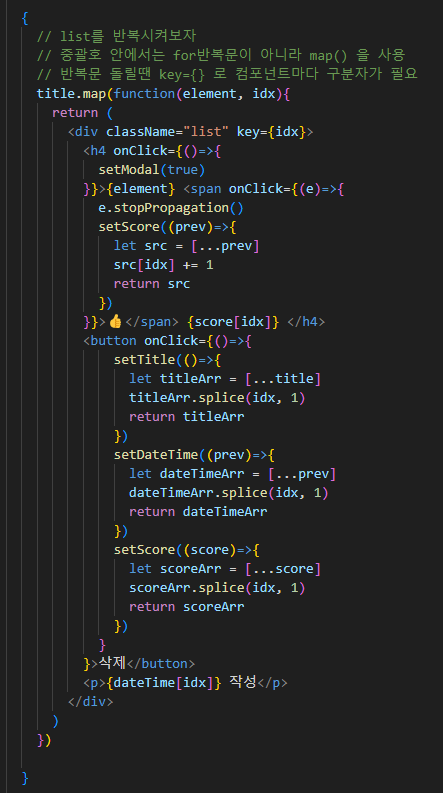 {
// list를 반복시켜보자
// 중괄호 안에서는 for반복문이 아니라 map() 을 사용
// 반복문 돌릴땐 key={} 로 컴포넌트마다 구분자가 필요
title.map(function(element, idx){
return (
<div className="list" key={idx}>
<h4 onClick={()=>{
setModal(true)
}}>{element} <span onClick={(e)=>{
e.stopPropagation()
setScore((prev)=>{
let src = [...prev]
src[idx] += 1
return src
})
}}>👍</span> {score[idx]} </h4>
<button onClick={()=>{
setTitle(()=>{
let titleArr = [...title]
titleArr.splice(idx, 1)
return titleArr
})
setDateTime((prev)=>{
let dateTimeArr = [...prev]
dateTimeArr.splice(idx, 1)
return dateTimeArr
})
setScore((score)=>{
let scoreArr = [...score]
scoreArr.splice(idx, 1)
return scoreArr
})
}
}>삭제</button>
<p>{dateTime[idx]} 작성</p>
</div>
)
})
}